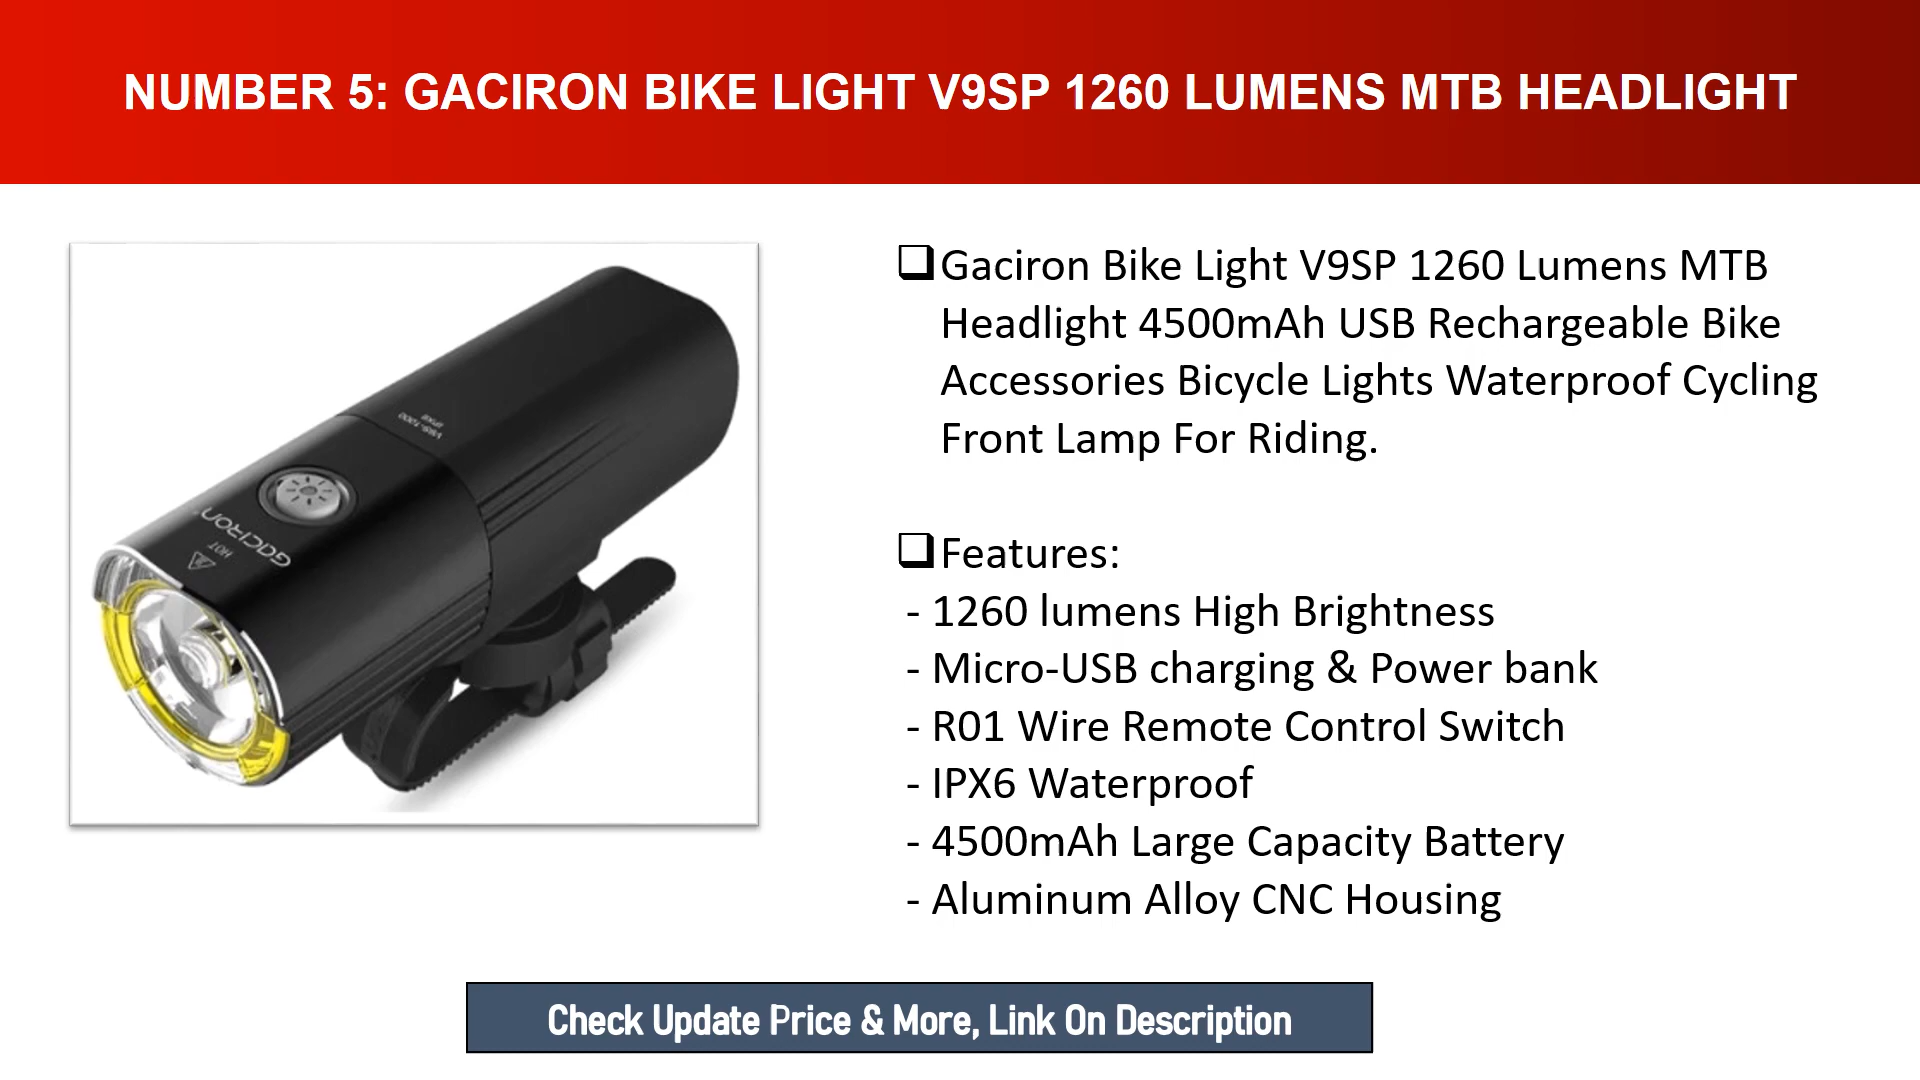 NUMBER 5: GACIRON BIKE LIGHT V9SP 1260 LUMENS MTB HEADLIGHT
Gaciron Bike Light V9SP 1260 Lumens MTB
Headlight 4500mAh USB Rechargeable Bike
Accessories Bicycle Lights Waterproof Cycling
Front Lamp For Riding.
Features:
- 1260 lumens High Brightness
- Micro-USB charging & Power bank
- R01 Wire Remote Control Switch
- IPX6 Waterproof
- 4500mAh Large Capacity Battery
- Aluminum Alloy CNC Housing
IPX6
GACIRON
HOT
Check Update Price & More, Link On Description